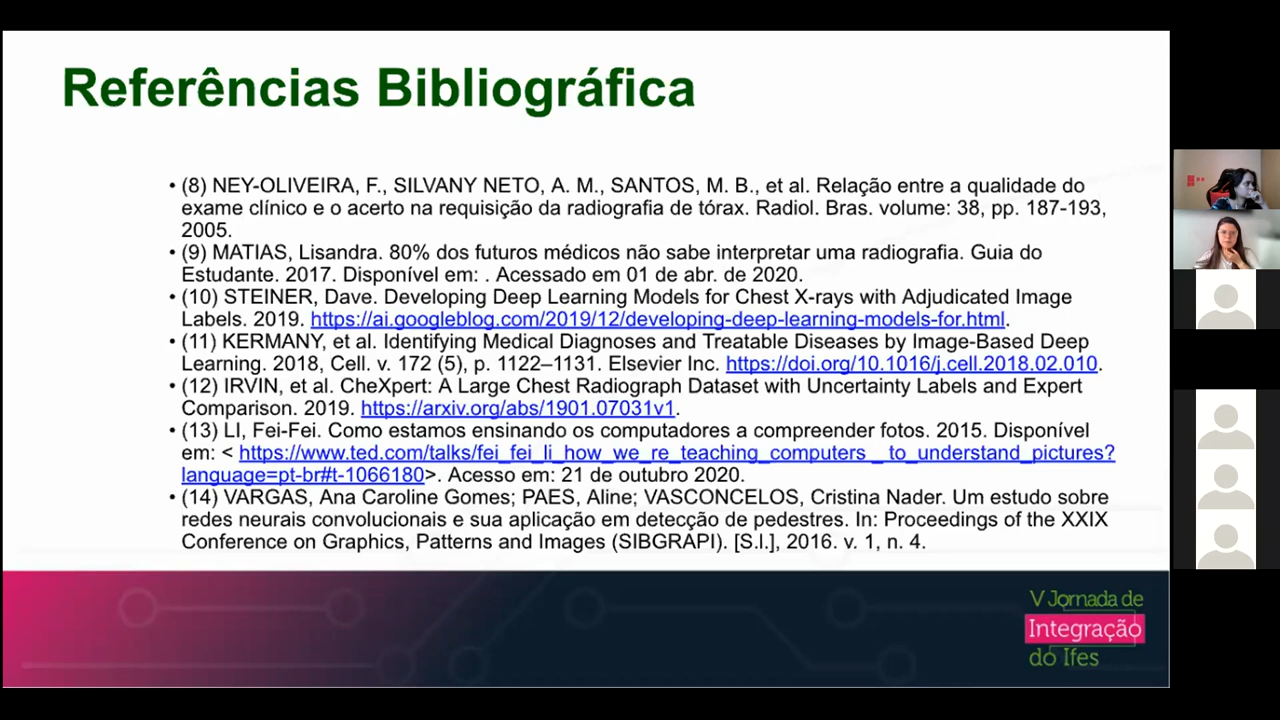 Referências Bibliográfica
• (8) NEY-OLIVEIRA, F., SILVANY NETO, A. M., SANTOS, M. B., et al. Relação entre a qualidade do
exame clínico e o acerto na requisição da radiografia de tórax. Radiol. Bras. volume: 38, pp. 187-193,
2005.
• (9) MATIAS, Lisandra. 80% dos futuros médicos não sabe interpretar uma radiografia. Guia do
Estudante. 2017. Disponível em: . Acessado em 01 de abr. de 2020.
• (10) STEINER, Dave. Developing Deep Learning Models for Chest X-rays with Adjudicated Image
Labels. 2019. https://ai.googleblog.com/2019/12/developing-deep-learning-models-for.html.
• (11) KERMANY, et al. Identifying Medical Diagnoses and Treatable Diseases by Image-Based Deep
Learning. 2018, Cell. v. 172 (5), p. 1122–1131. Elsevier Inc. https://doi.org/10.1016/j.cell.2018.02.010.
• (12) IRVIN, et al. CheXpert: A Large Chest Radiograph Dataset with Uncertainty Labels and Expert
Comparison. 2019. https://arxiv.org/abs/1901.07031v1.
• (13) LI, Fei-Fei. Como estamos ensinando os computadores a compreender fotos. 2015. Disponível
em: < https://www.ted.com/talks/fei_fei_li_how_we_re_teaching_computers_ to_understand_pictures?
language=pt-br#t-1066180>. Acesso em: 21 de outubro 2020.
• (14) VARGAS, Ana Caroline Gomes; PAES, Aline; VASCONCELOS, Cristina Nader. Um estudo sobre
redes neurais convolucionais e sua aplicação em detecção de pedestres. In: Proceedings of the XXIX
Conference on Graphics, Patterns and Images (SIBGRAPI). [S.l.], 2016. v. 1, n. 4.
V Jornada de
Integração
do Ifes